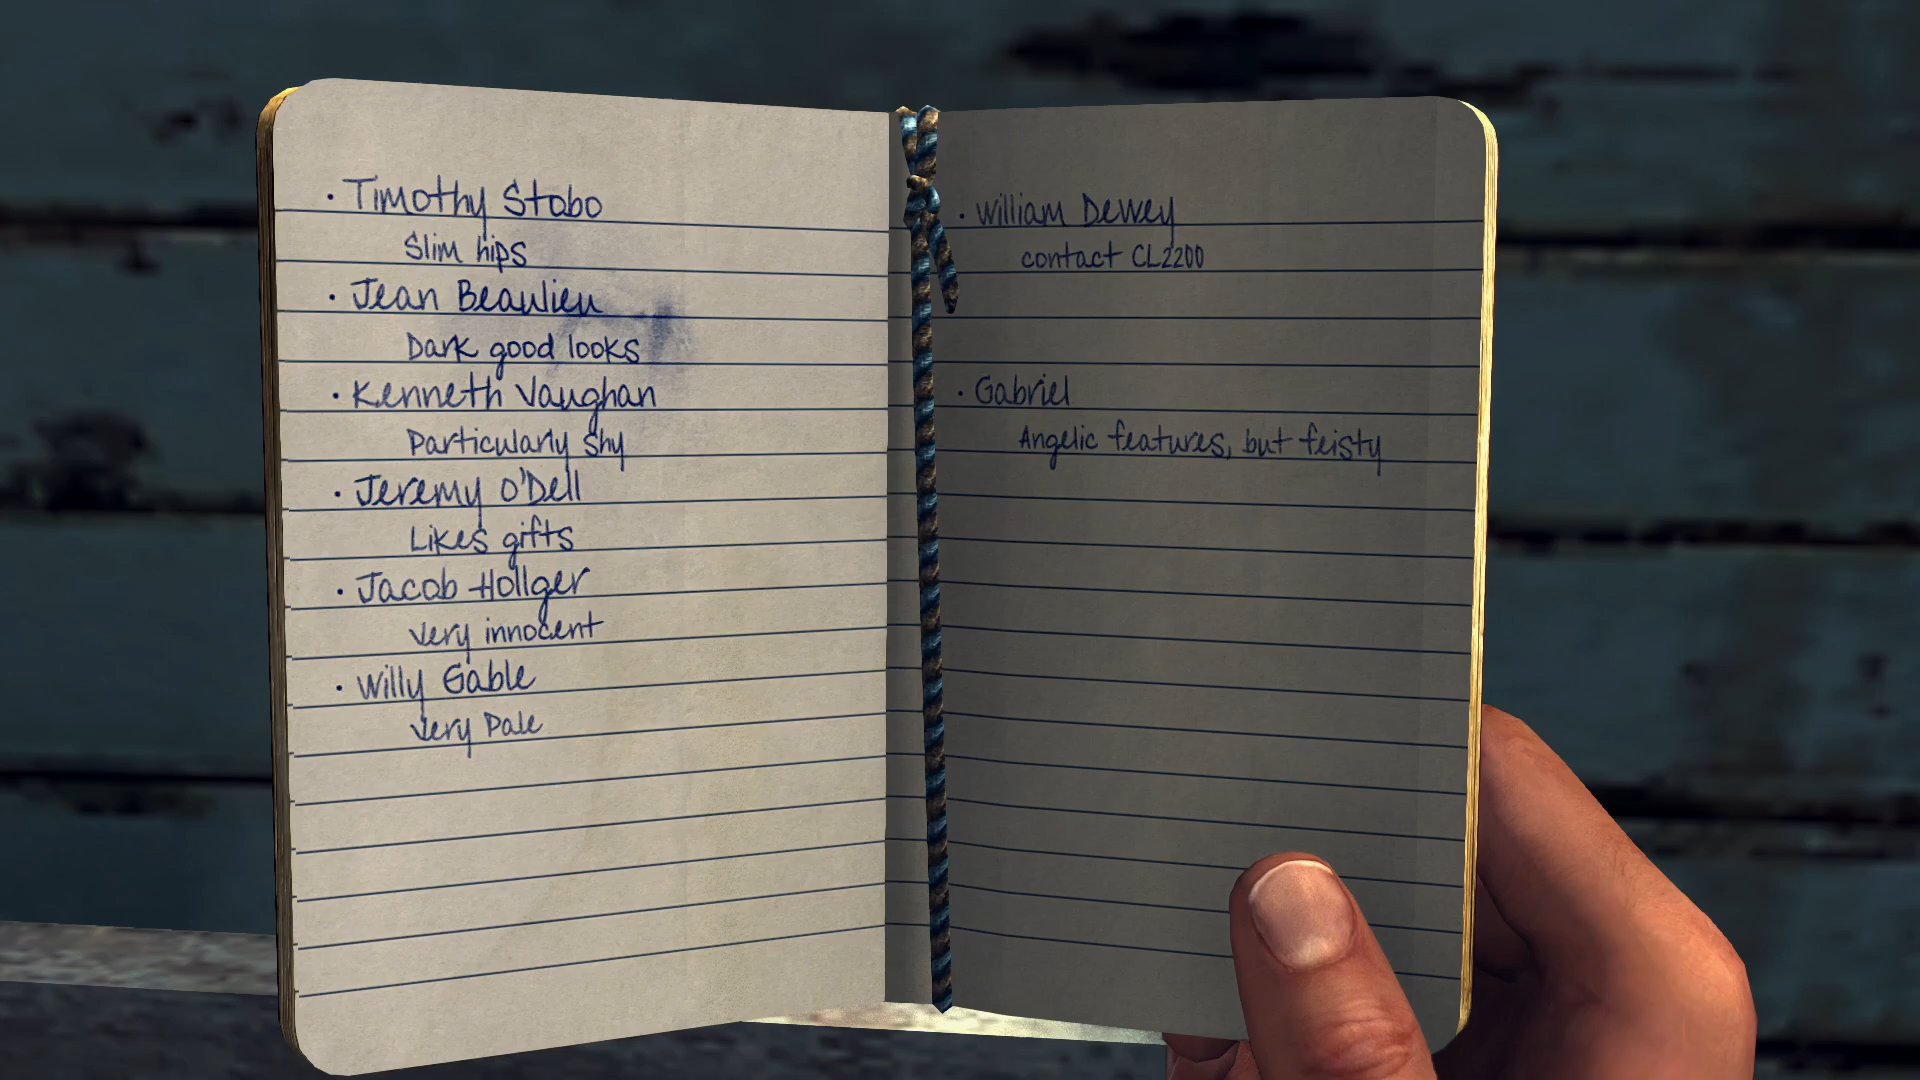 · Timothy Stabo
Slim hips
· Jean Beaulieu
Dark good looks
· Kenneth Vaughan
Particularly shy
· Jeremy O'Dell
Likes gifts
· Jacob Hollger
Very innocent
· Willy Gable
Very Pale
· William Dewey
contact CL2200
· Gabriel
Angelic features, but feisty